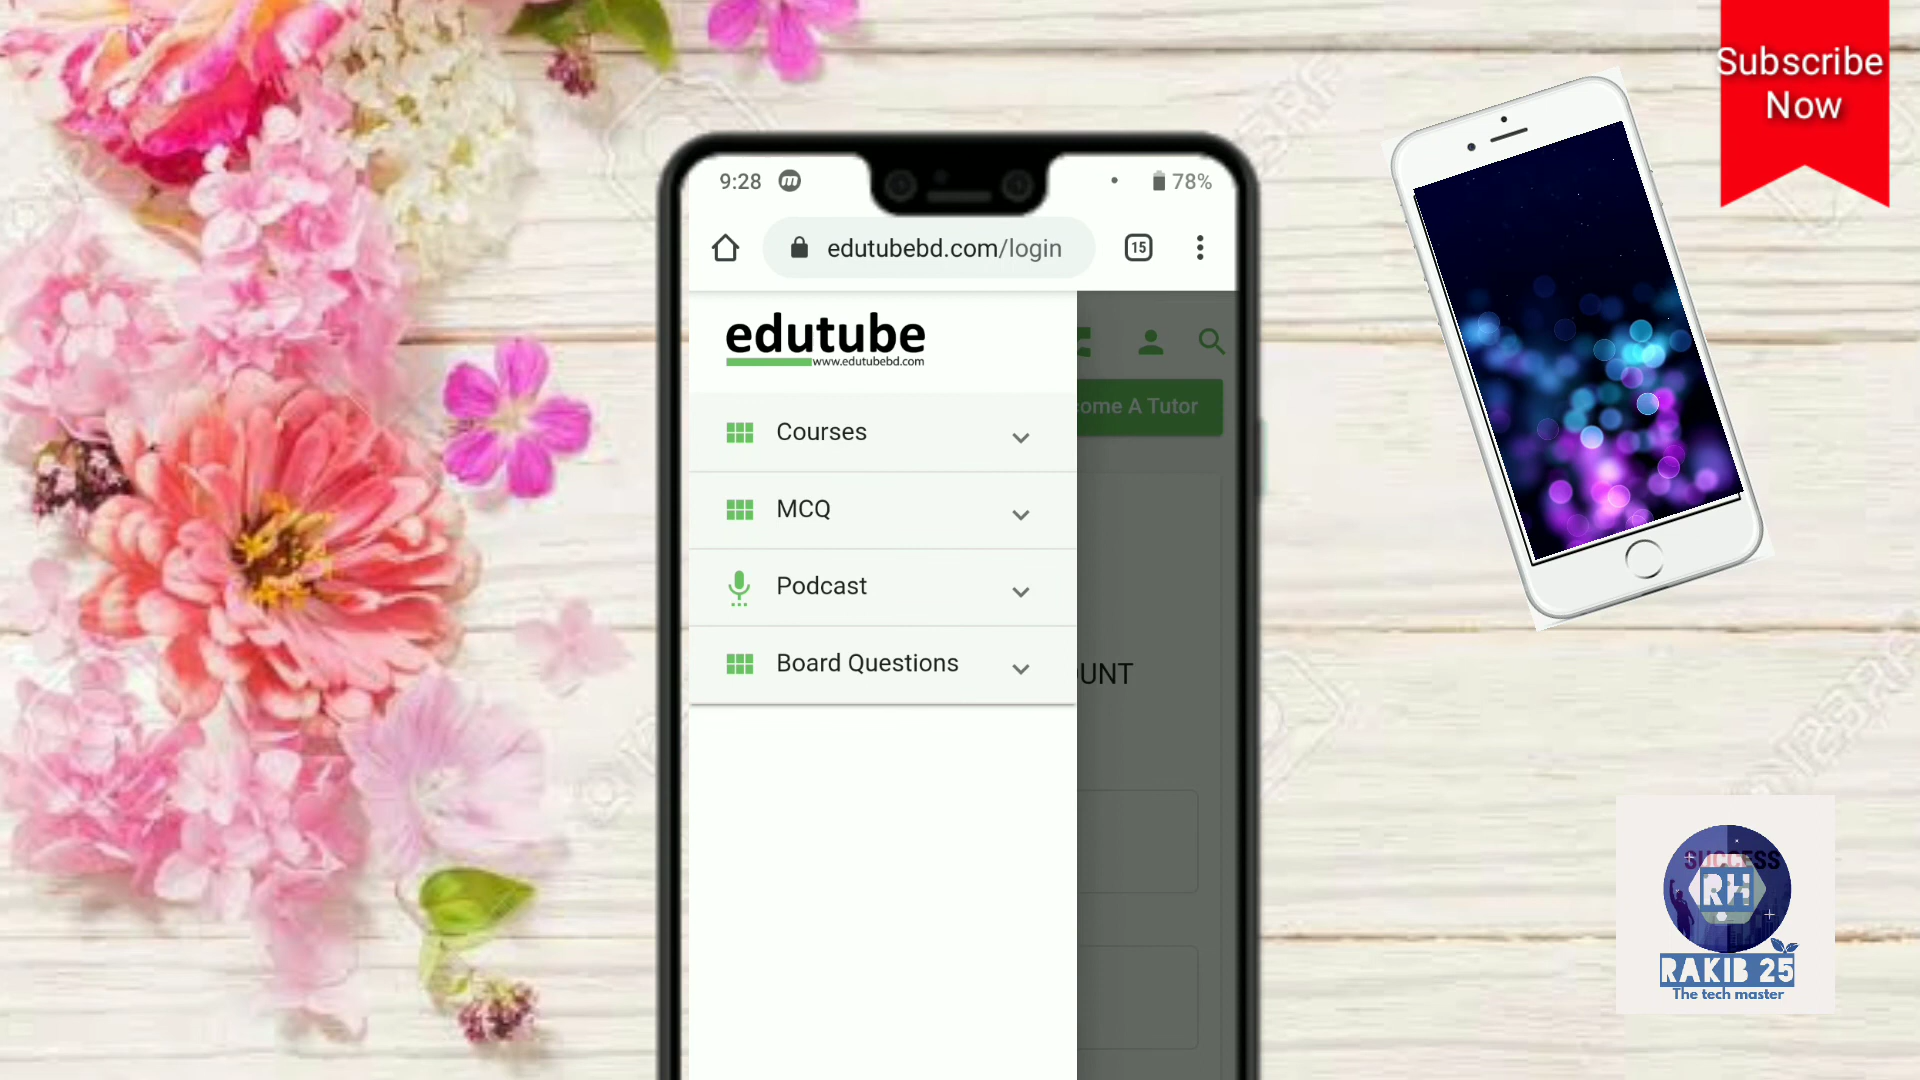 Subscribe
Now
9:28
78%
edutubebd.com/login
15
edutube
www.edutubebd.com
ome A Tutor
Courses
MCQ
Podcast
Board Questions
UNT
SUCCESS
RH
RAKIB 25
The tech master